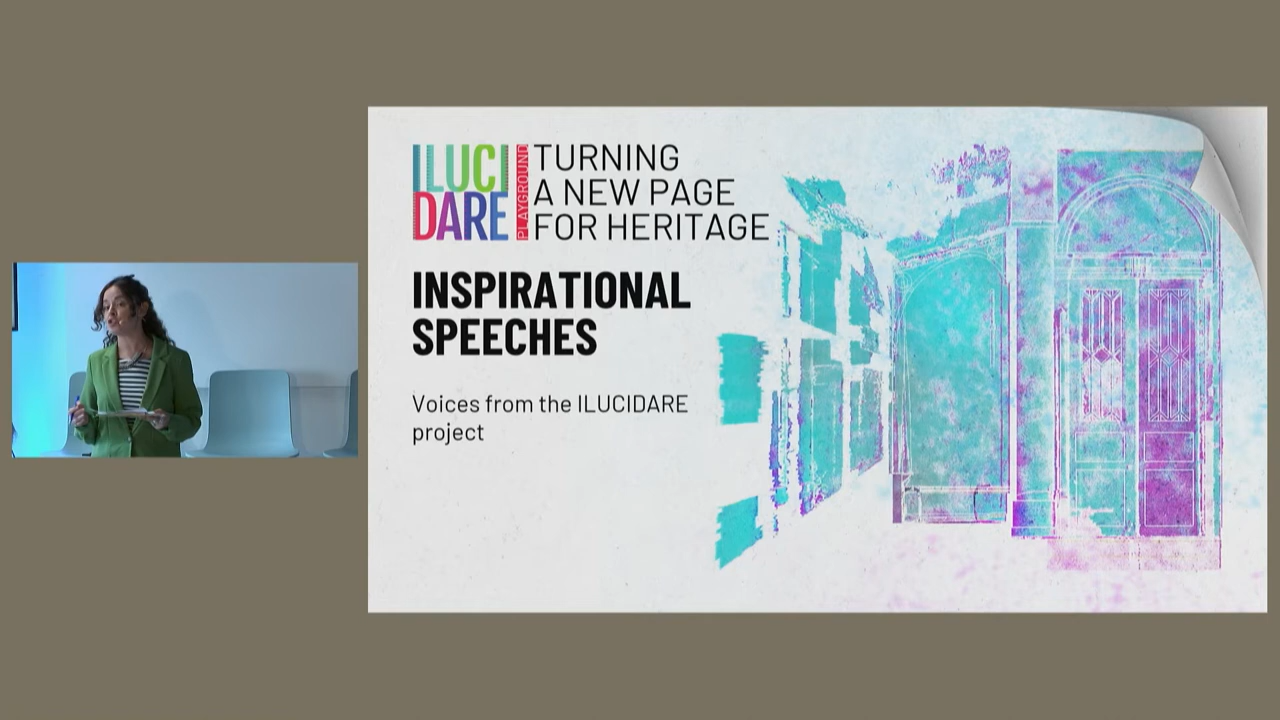 ILUCI
DARE
PLAYGROUND
TURNING
A NEW PAGE
FOR HERITAGE
INSPIRATIONAL
SPEECHES
Voices from the ILUCIDARE
project